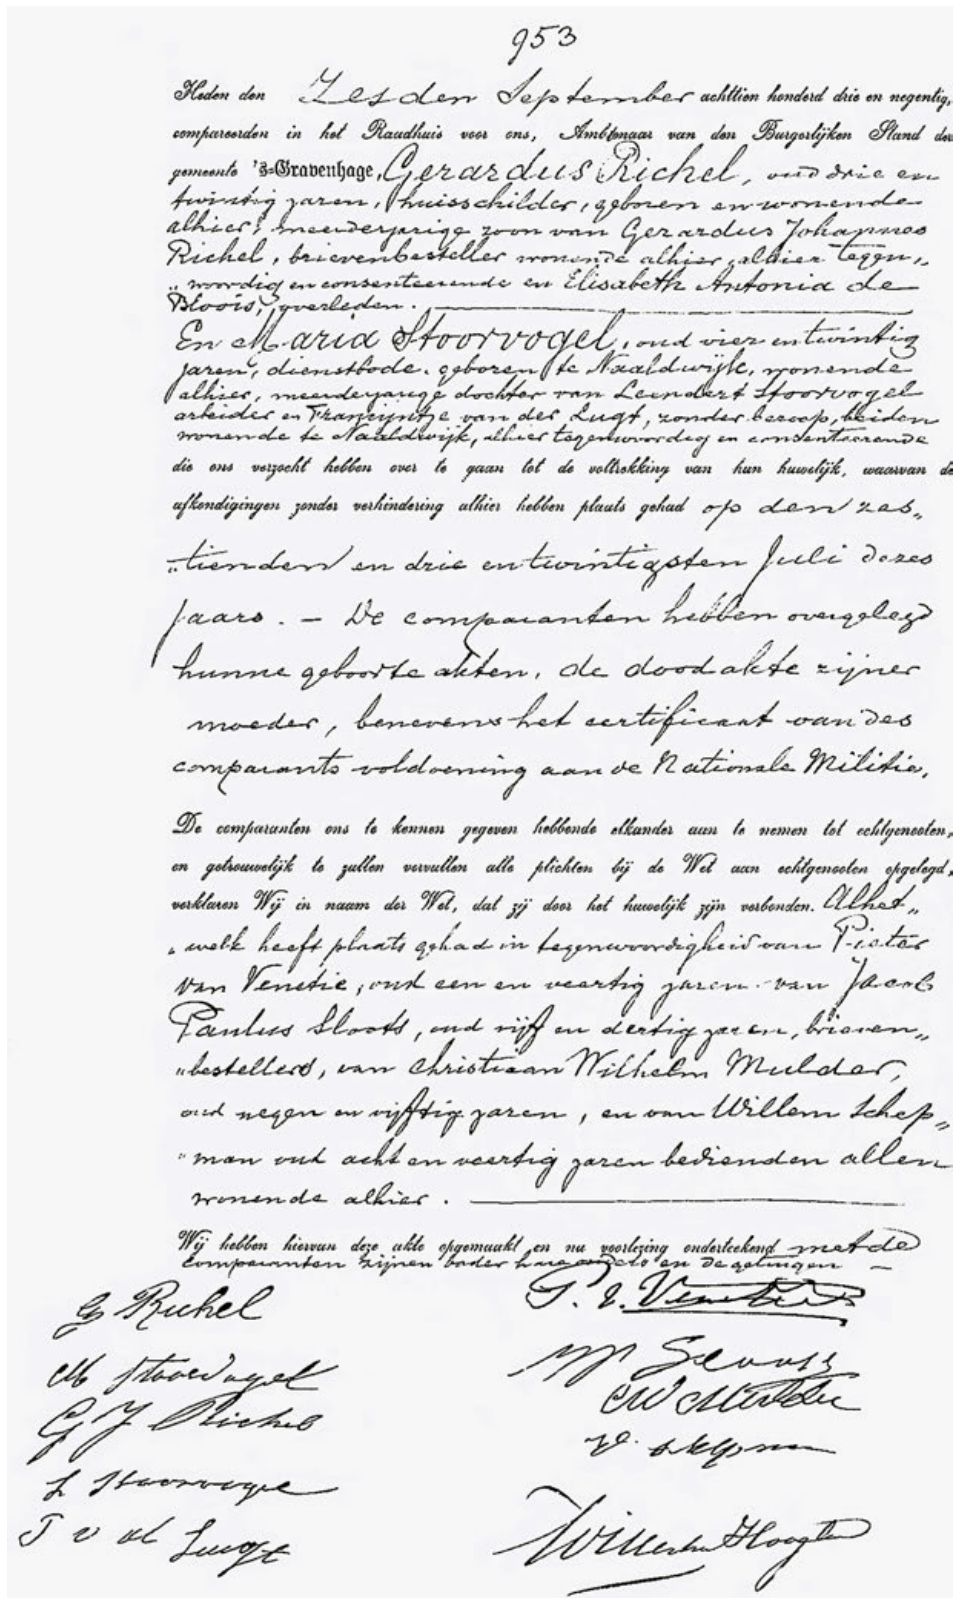 953
Heden den Zesden September achttien honderd drie en negentig,
compareerden in het Raadhuis voor ons, Ambtenaar van den Burgerlijken Stand der
gemeente 's-Gravenhage, Gerardus Richel, oud drie en
twintig jaren, huisschilder, geboren en wonende
alhier, meerderjarige zoon van Gerardus Johannes
Richel, brievenbesteller wonende alhier, alhier tegen„
„woordig en consenteerende en Elisabeth Antonia de
Bloois, overleden.
En Maria Stoorvogel, oud vier en twintig
jaren, dienstbode, geboren te Naaldwijk, wonende
alhier, meerderjarige dochter van Leendert Stoorvogel
arbeider en Francijntje van der Lugt, zonder beroep, beiden
wonende te Naaldwijk, alhier tegenwoordig en consenteerende
die ons verzocht hebben over te gaan tot de voltrekking van hun huwelijk, waarvan de
afkondigingen zonder verhindering alhier hebben plaats gehad op den zes„
„tienden en drie en twintigsten Juli dezes
jaars. — De comparanten hebben overgelegd
hunne geboorte akten, de dood akte zijner
moeder, benevens het certificaat van des
comparants voldoening aan de Nationale Militie.
De comparanten ons te kennen gegeven hebbende elkander aan te nemen tot echtgenooten,
en getrouwelijk te zullen vervullen alle plichten bij de Wet aan echtgenooten opgelegd,
verklaren Wij in naam der Wet, dat zij door het huwelijk zijn verbonden. Al het„
„welk heeft plaats gehad in tegenwoordigheid van Pieter
van Venetie, oud een en veertig jaren van Jacob
Paulus Sloots, oud vijf en dertig jaren, brieven„
„bestellers, van Christiaan Wilhelm Mulder,
oud negen en vijftig jaren, en van Willem Schep„
„man oud acht en veertig jaren bedienden allen
wonende alhier.
Wij hebben hiervan deze akte opgemaakt en na voorlezing onderteekend met de
comparanten zijnen vader hare ouders en de getuigen —
G Richel
P. v. Venetie
M Stoorvogel
Sloots
G J Richel
CW Mulder
L Stoorvogel
F v d Lugt